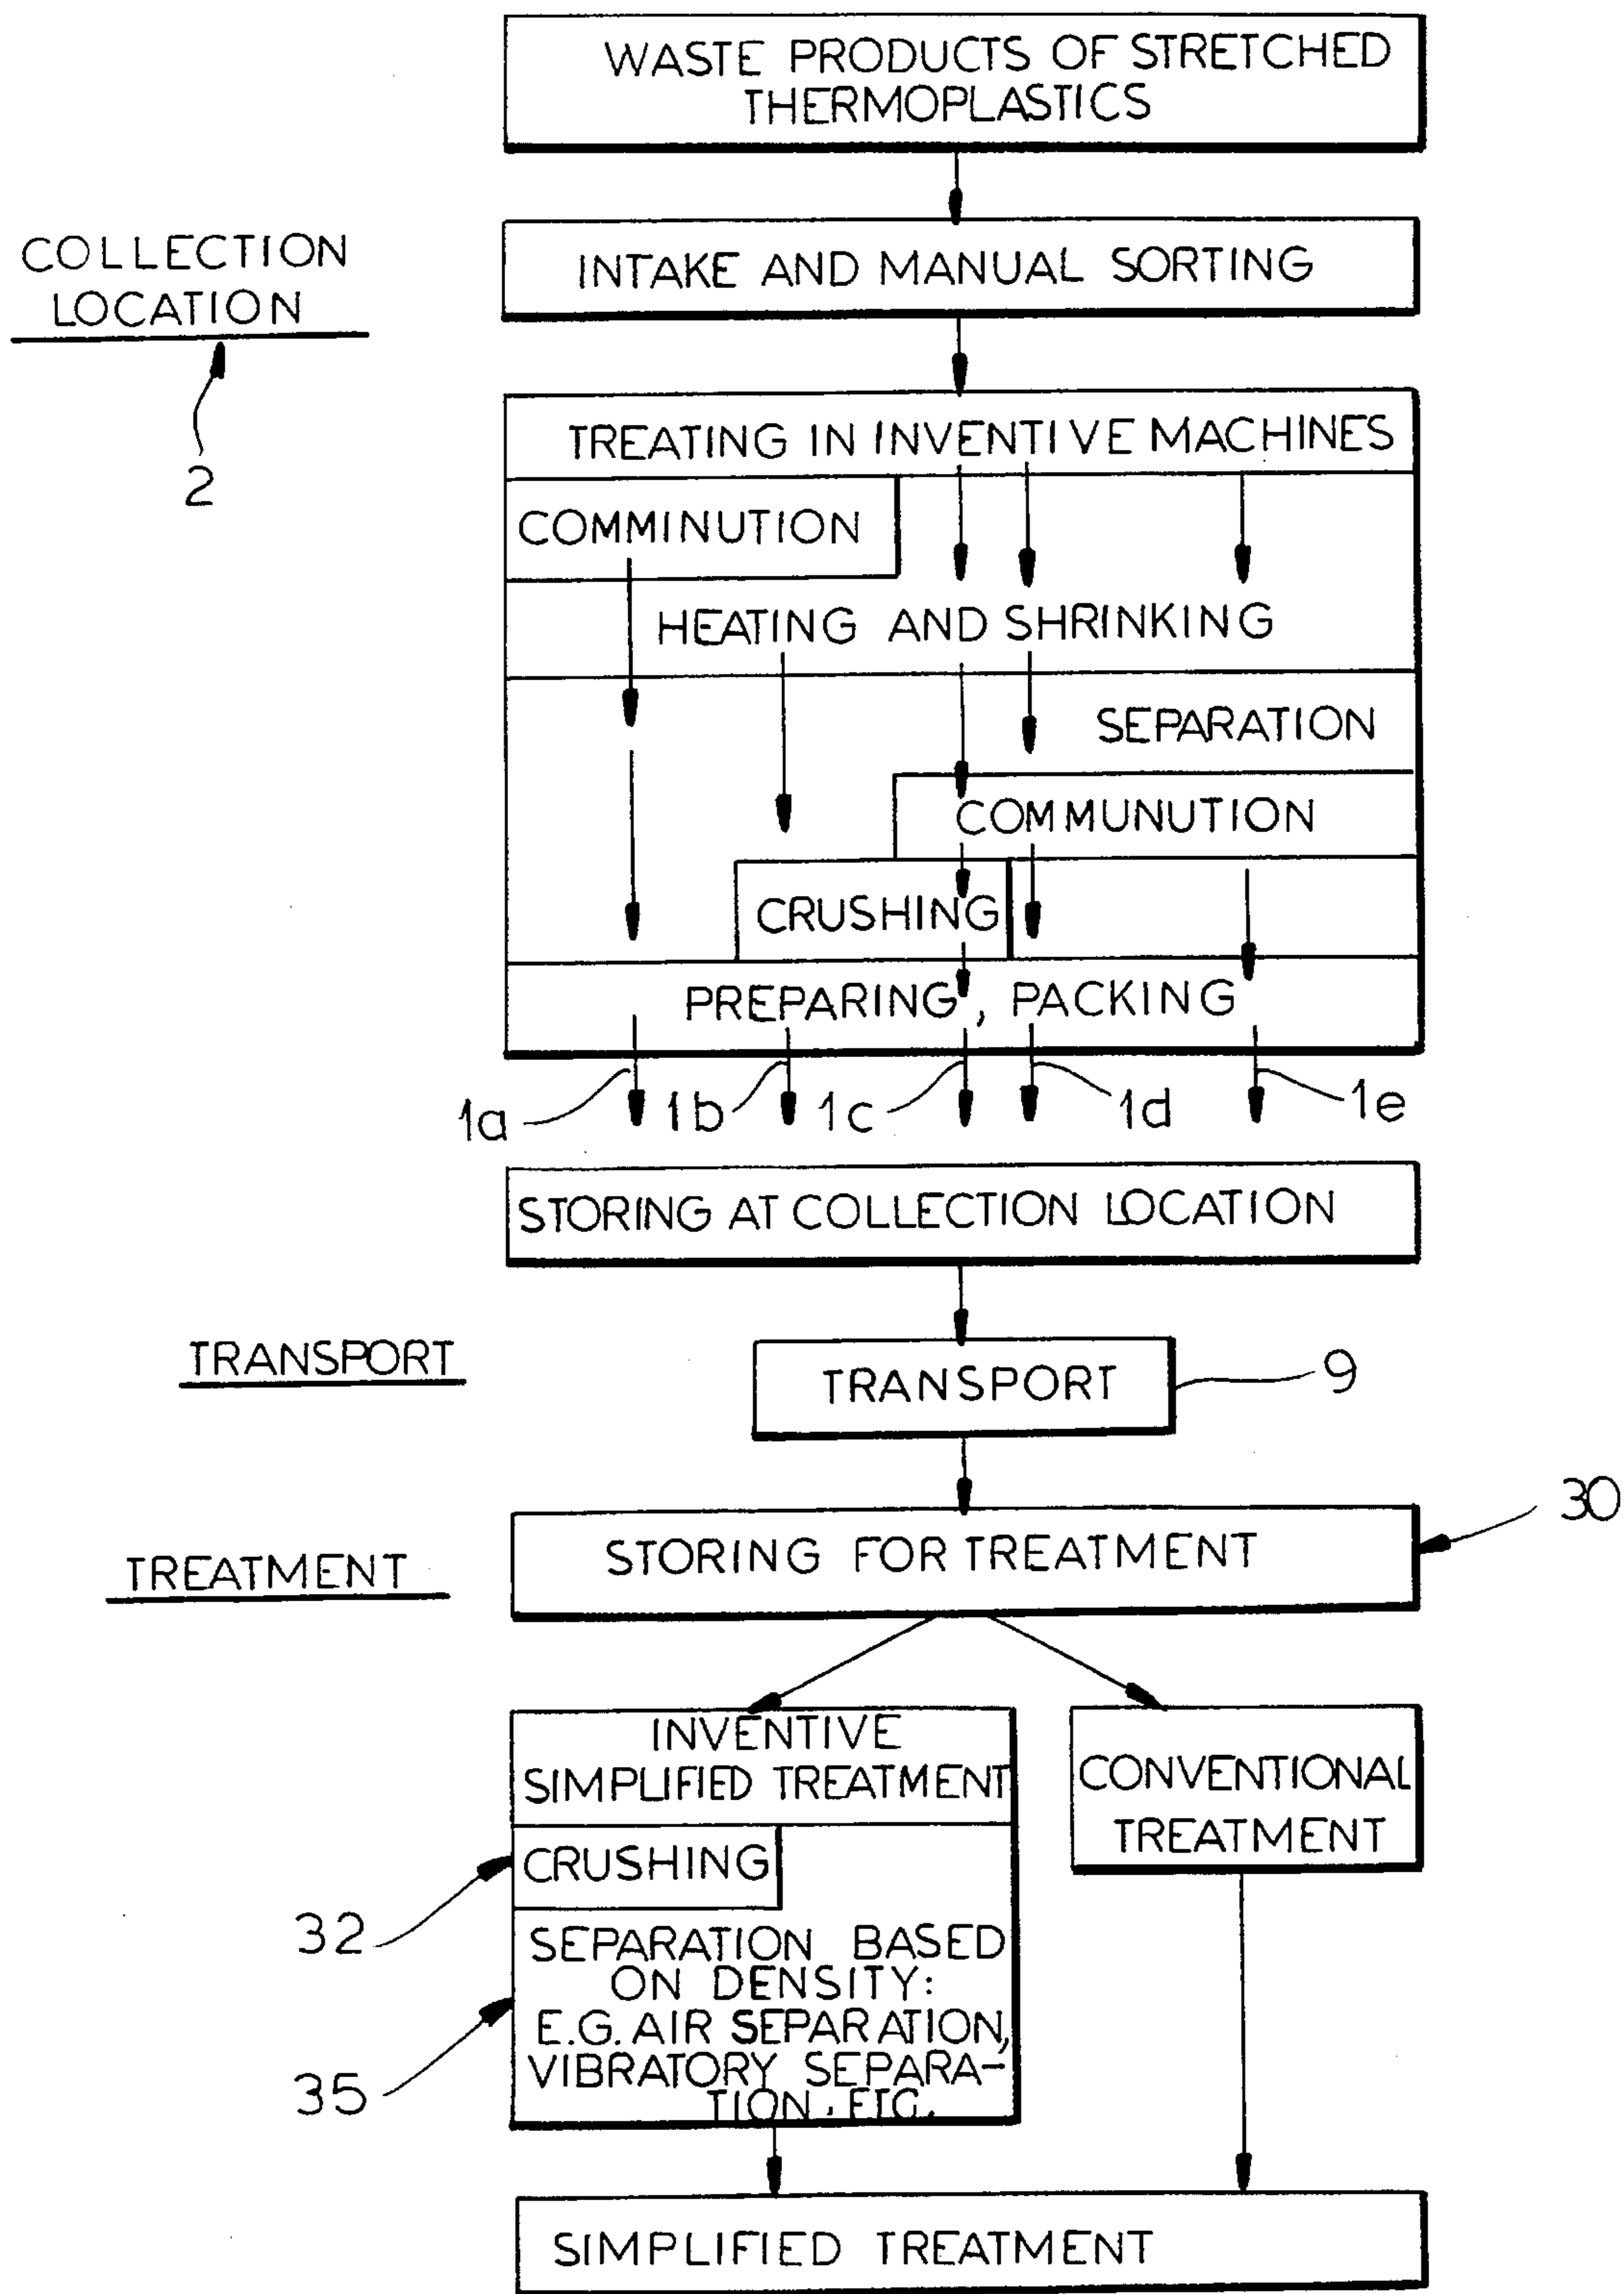 WASTE PRODUCTS OF STRETCHED
THERMOPLASTICS
COLLECTION
LOCATION
2
INTAKE AND MANUAL SORTING
TREATING IN INVENTIVE MACHINES
COMMINUTION
HEATING AND SHRINKING
SEPARATION
COMMUNUTION
CRUSHING
PREPARING, PACKING
1a 1b 1c 1d 1e
STORING AT COLLECTION LOCATION
TRANSPORT
TRANSPORT
9
30
STORING FOR TREATMENT
TREATMENT
INVENTIVE
SIMPLIFIED TREATMENT
CONVENTIONAL
TREATMENT
CRUSHING
32
SEPARATION BASED
ON DENSITY:
E.G. AIR SEPARATION,
VIBRATORY SEPARA-
TION. ETC.
35
SIMPLIFIED TREATMENT